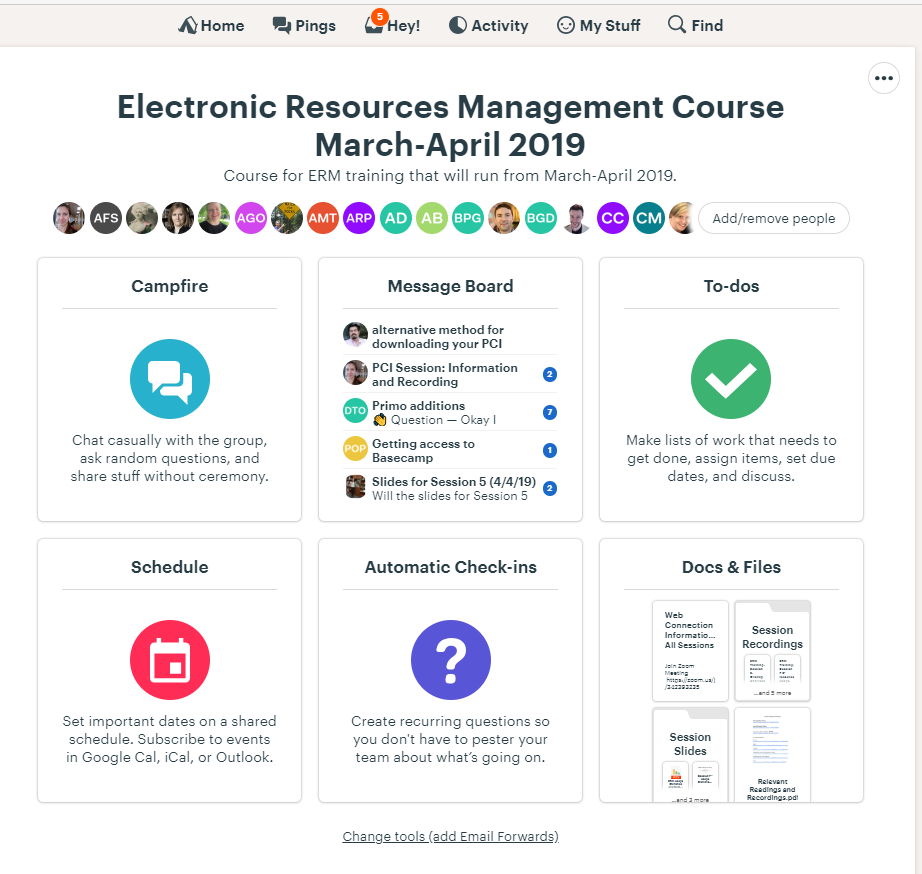 Home Pings 5 Hey! Activity My Stuff Find
Electronic Resources Management Course
March-April 2019
Course for ERM training that will run from March-April 2019.
AFS AGO AMT ARP AD AB BPG BGD CC CM Add/remove people
Campfire
Chat casually with the group,
ask random questions, and
share stuff without ceremony.
Message Board
alternative method for
downloading your PCI
PCI Session: Information
and Recording
2
DTO Primo additions
Question — Okay I
7
POP Getting access to
Basecamp
1
Slides for Session 5 (4/4/19)
Will the slides for Session 5
2
To-dos
Make lists of work that needs to
get done, assign items, set due
dates, and discuss.
Schedule
Set important dates on a shared
schedule. Subscribe to events
in Google Cal, iCal, or Outlook.
Automatic Check-ins
?
Create recurring questions so
you don't have to pester your
team about what's going on.
Docs & Files
Web
Connection
Informatio...
All Sessions
Join Zoom
Meeting
https://zoom.us/j
/342393235
Session
Recordings
...and 5 more
Session
Slides
...and 3 more
Relevant
Readings and
Recordings.pdf
Change tools (add Email Forwards)